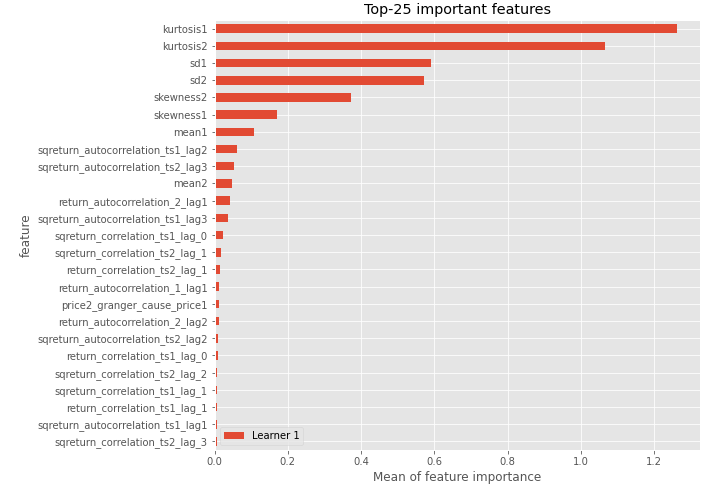 Top-25 important features
kurtosis1
kurtosis2
sd1
sd2
skewness2
skewness1
mean1
sqreturn_autocorrelation_ts1_lag2
sqreturn_autocorrelation_ts2_lag3
mean2
return_autocorrelation_2_lag1
sqreturn_autocorrelation_ts1_lag3
sqreturn_correlation_ts1_lag_0
sqreturn_correlation_ts2_lag_1
return_correlation_ts2_lag_1
return_autocorrelation_1_lag1
price2_granger_cause_price1
return_autocorrelation_2_lag2
sqreturn_autocorrelation_ts2_lag2
return_correlation_ts1_lag_0
sqreturn_correlation_ts2_lag_2
sqreturn_correlation_ts1_lag_1
return_correlation_ts1_lag_1
sqreturn_autocorrelation_ts1_lag1
sqreturn_correlation_ts2_lag_3
feature
Learner 1
0.0 0.2 0.4 0.6 0.8 1.0 1.2
Mean of feature importance